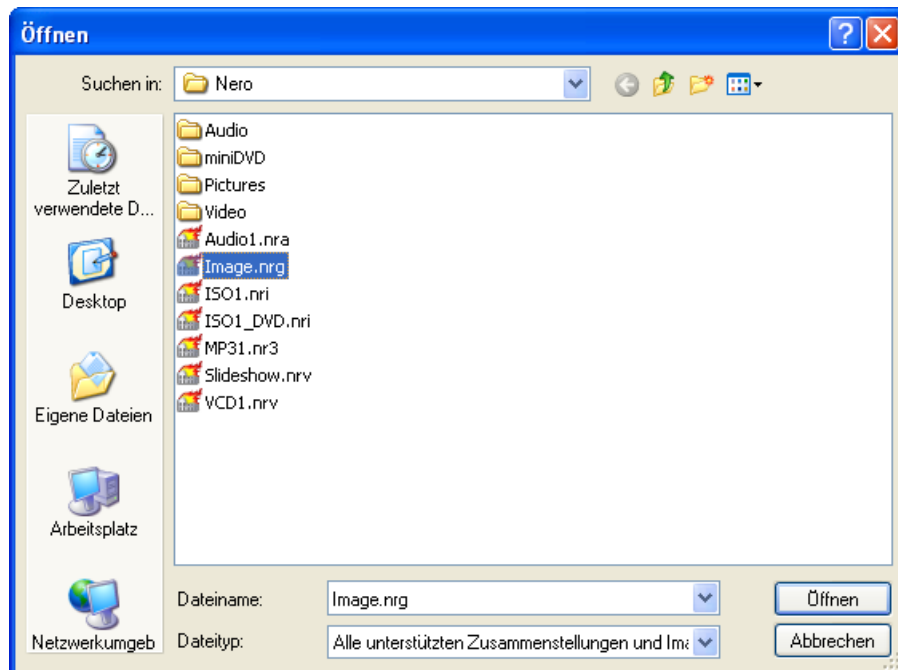 Öffnen
Suchen in:
Nero
Zuletzt
verwendete D...
Desktop
Eigene Dateien
Arbeitsplatz
Netzwerkumgeb
Audio
miniDVD
Pictures
Video
Audio1.nra
Image.nrg
ISO1.nri
ISO1_DVD.nri
MP31.nr3
Slideshow.nrv
VCD1.nrv
Dateiname:
Image.nrg
Öffnen
Dateityp:
Alle unterstützten Zusammenstellungen und Ima
Abbrechen